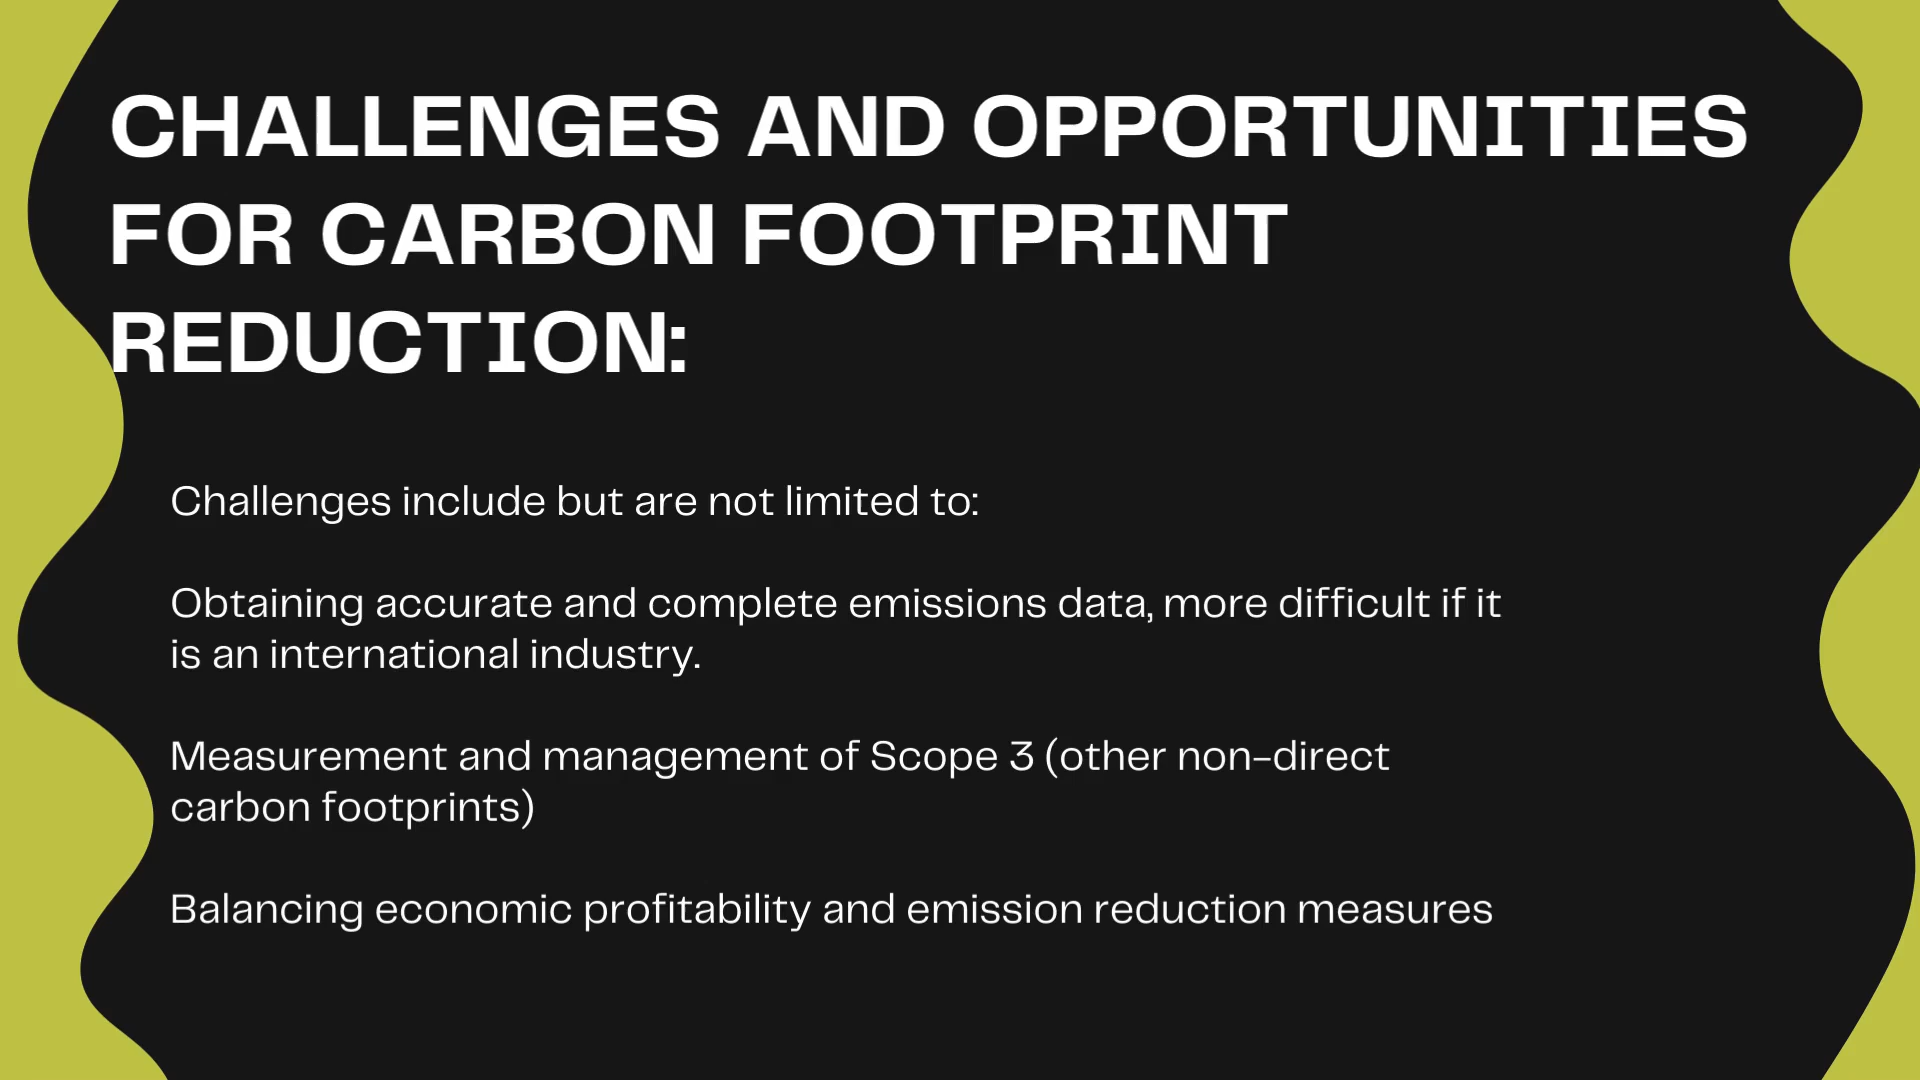 CHALLENGES AND OPPORTUNITIES
FOR CARBON FOOTPRINT
REDUCTION:
Challenges include but are not limited to:
Obtaining accurate and complete emissions data, more difficult if it
is an international industry.
Measurement and management of Scope 3 (other non-direct
carbon footprints)
Balancing economic profitability and emission reduction measures